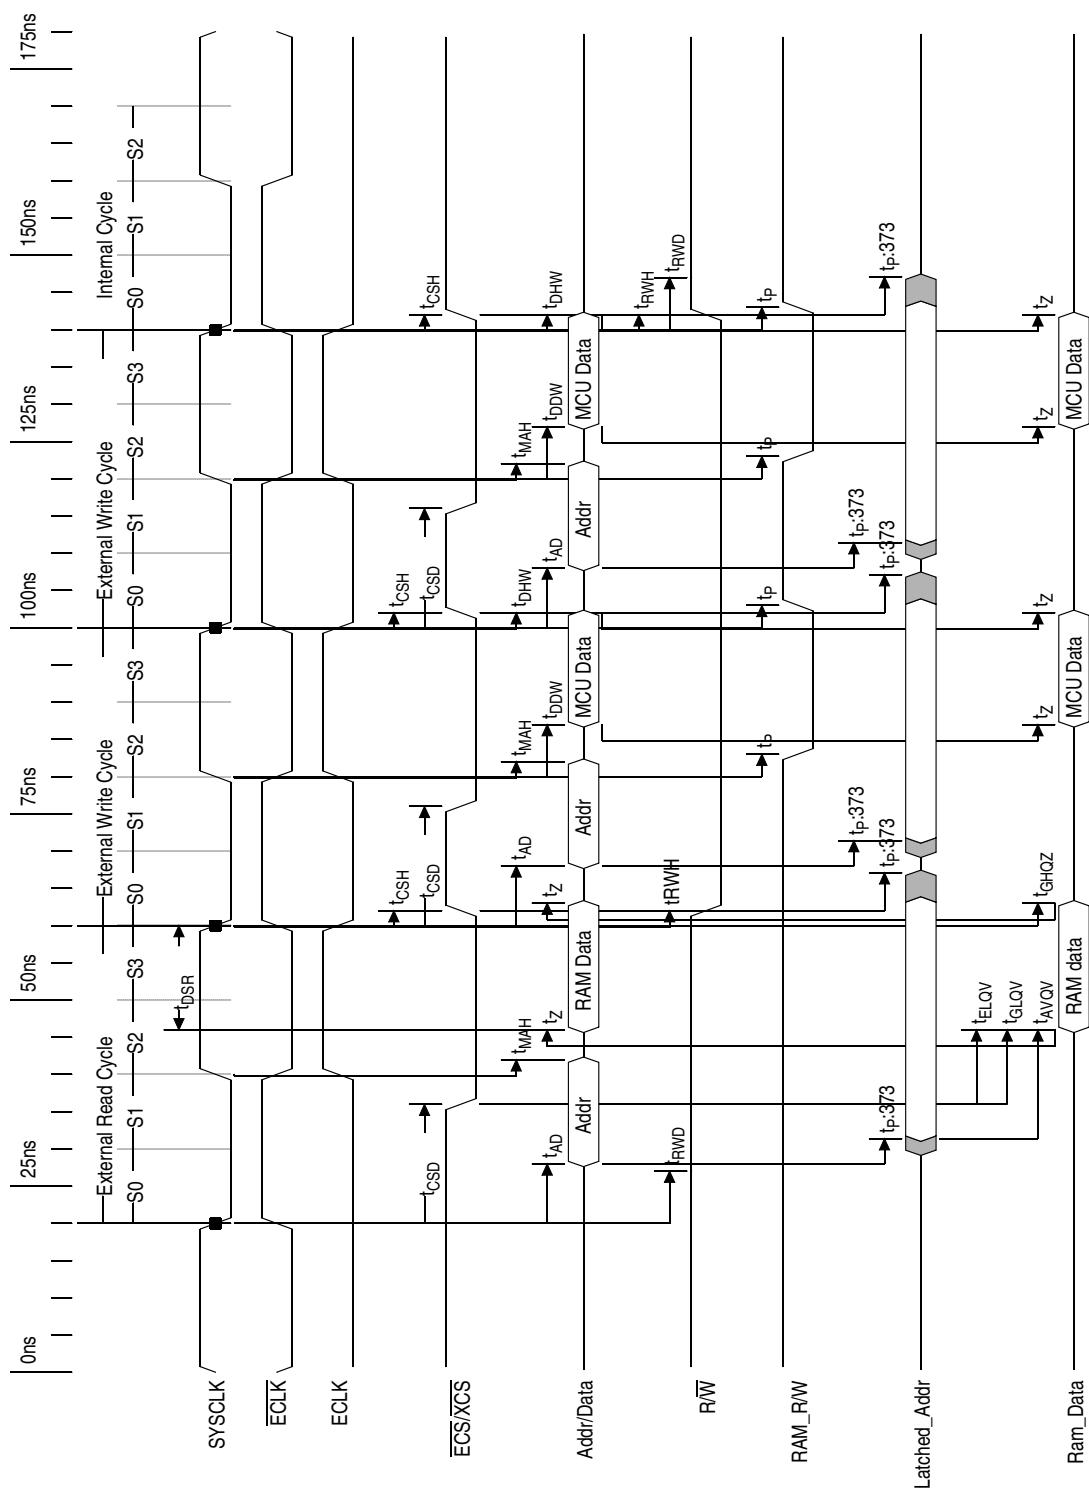 0ns 25ns 50ns 75ns 100ns 125ns 150ns 175ns
External Read Cycle External Write Cycle External Write Cycle Internal Cycle
S0 S1 S2 S3 S0 S1 S2 S3 S0 S1 S2 S3 S0 S1 S2
tDSR
SYSCLK
ECLK
ECLK
tCSH tCSH
tCSD tCSD tCSD tCSH
ECS/XCS
tMAH tAD tMAH tDHW tMAH
tAD tZ tZ tDDW tAD tDDW tDHW
Addr/Data Addr RAM Data Addr MCU Data Addr MCU Data
tRWH
tRWD tRWH tRWD
R/W
tP tP tP tP
RAM_R/W
tP:373 tP:373
tP:373 tP:373 tP:373 tP:373
Latched_Addr
tELQV
tGLQV
tAVQV tGHQZ tZ tZ tZ tZ
Ram_Data RAM data MCU Data MCU Data